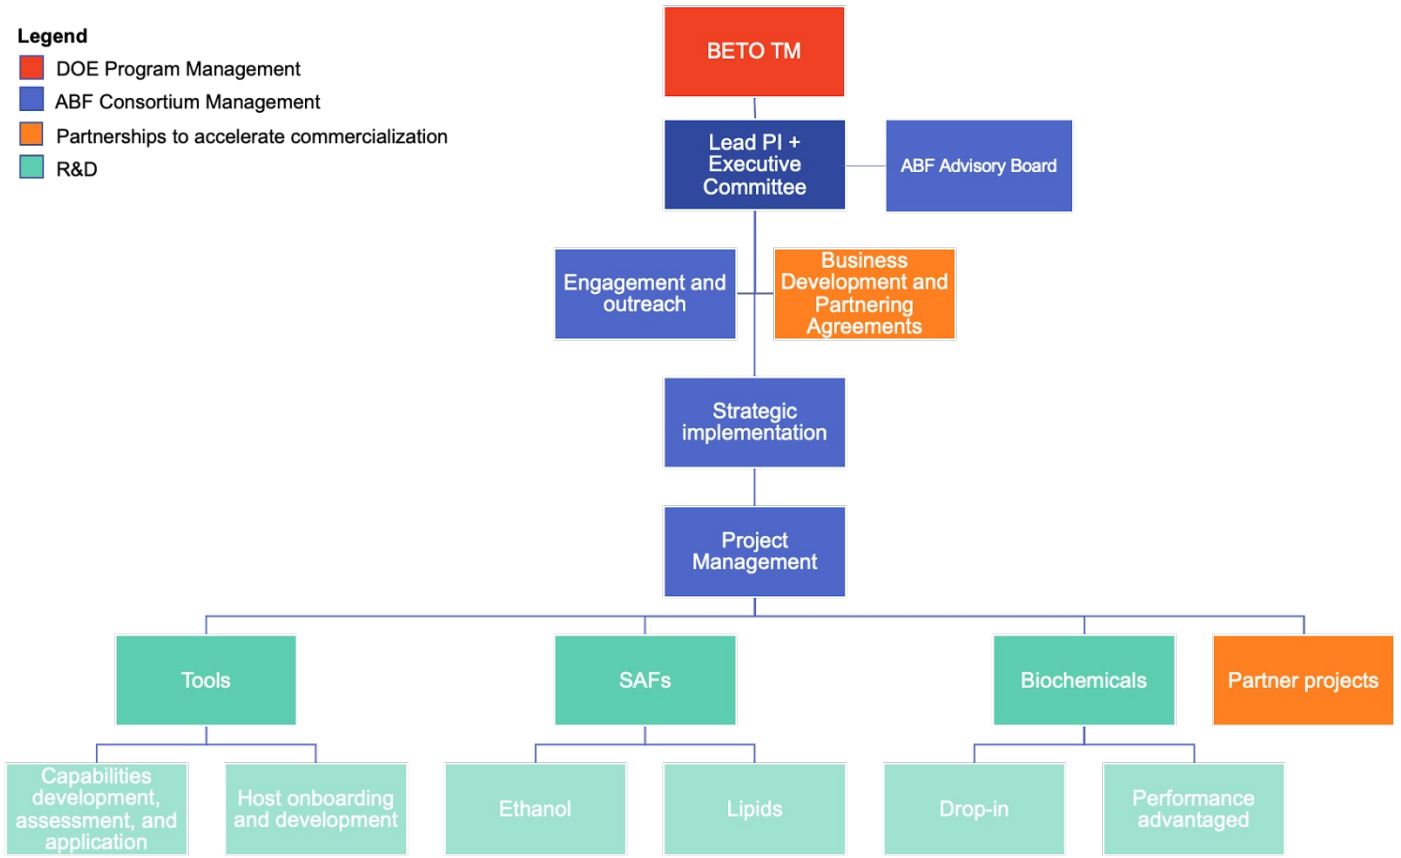 Legend
DOE Program Management
ABF Consortium Management
Partnerships to accelerate commercialization
R&D
BETO TM
Lead PI +
Executive
Committee
ABF Advisory Board
Engagement and
outreach
Business
Development and
Partnering
Agreements
Strategic
implementation
Project
Management
Tools
SAFs
Biochemicals
Partner projects
Capabilities
development,
assessment, and
application
Host onboarding
and development
Ethanol
Lipids
Drop-in
Performance
advantaged